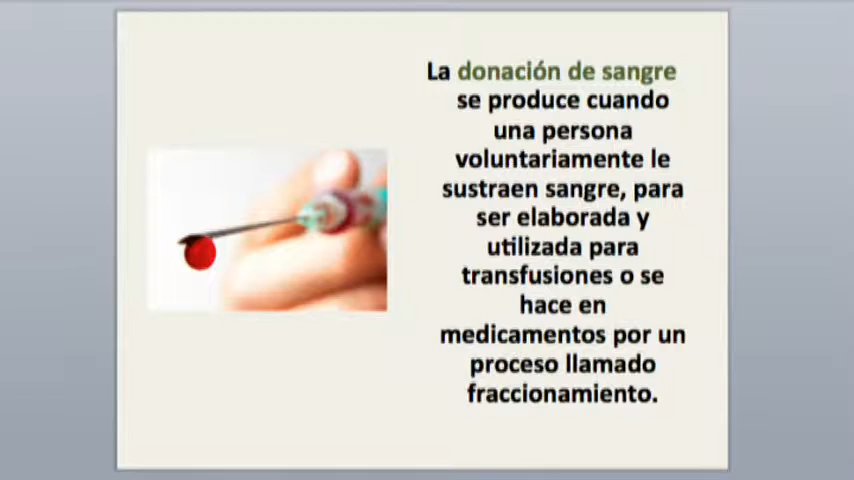 La donación de sangre
se produce cuando
una persona
voluntariamente le
sustraen sangre, para
ser elaborada y
utilizada para
transfusiones o se
hace en
medicamentos por un
proceso llamado
fraccionamiento.